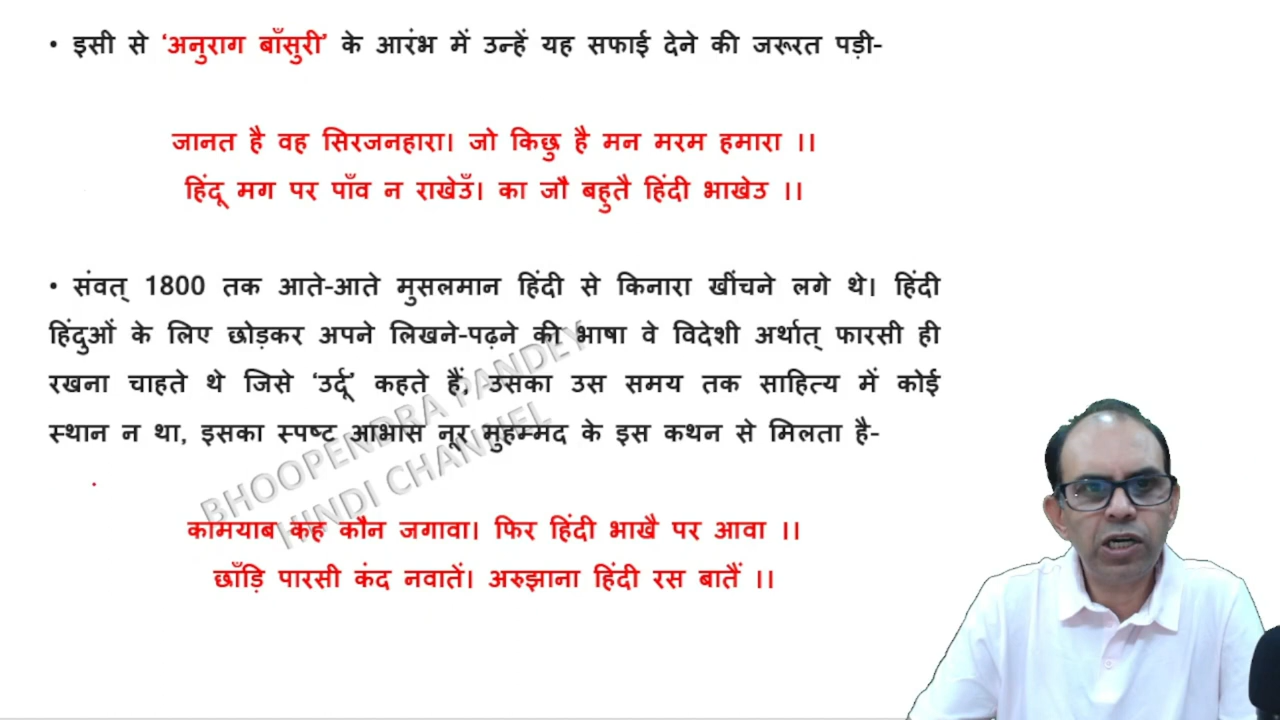 • इसी से ‘अनुराग बाँसुरी’ के आरंभ में उन्हें यह सफाई देने की जरूरत पड़ी-
जानत है वह सिरजनहारा। जो किछु है मन मरम हमारा ।।
हिंदू मग पर पाँव न राखेउँ। का जौ बहुतै हिंदी भाखेउ ।।
• संवत् 1800 तक आते-आते मुसलमान हिंदी से किनारा खींचने लगे थे। हिंदी
हिंदुओं के लिए छोड़कर अपने लिखने-पढ़ने की भाषा वे विदेशी अर्थात् फारसी ही
रखना चाहते थे जिसे ‘उर्दू’ कहते हैं, उसका उस समय तक साहित्य में कोई
स्थान न था, इसका स्पष्ट आभास नूर मुहम्मद के इस कथन से मिलता है-
BHOOPENDRA PANDEY
HINDI CHANNEL
कामयाब कह कौन जगावा। फिर हिंदी भाखै पर आवा ।।
छाँड़ि पारसी कंद नवातें। अरुझाना हिंदी रस बातैं ।।